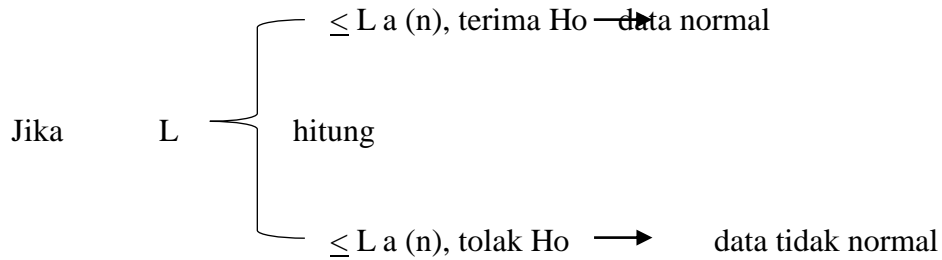 ≤ L a (n), terima Ho → data normal
Jika L hitung
≤ L a (n), tolak Ho → data tidak normal